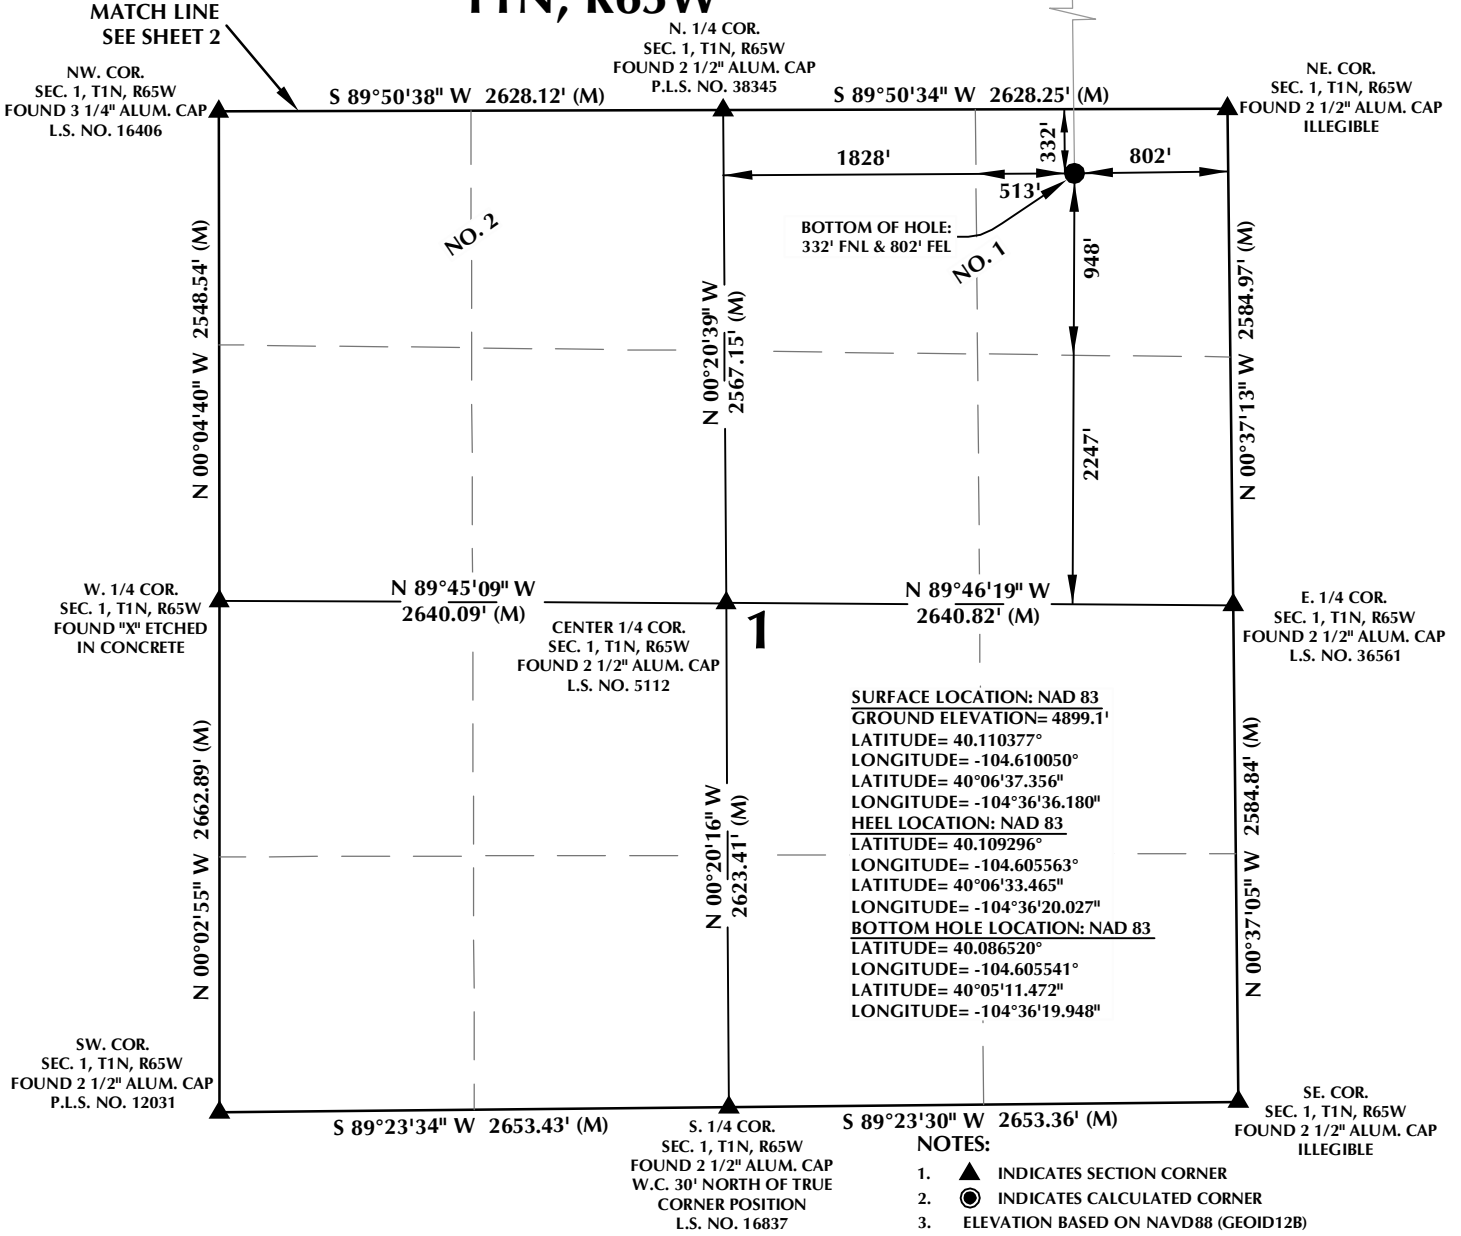 T1N, R65W
MATCH LINE
SEE SHEET 2
NW. COR.
SEC. 1, T1N, R65W
FOUND 3 1/4" ALUM. CAP
L.S. NO. 16406
S 89°50'38" W 2628.12' (M)
N. 1/4 COR.
SEC. 1, T1N, R65W
FOUND 2 1/2" ALUM. CAP
P.L.S. NO. 38345
S 89°50'34" W 2628.25' (M)
NE. COR.
SEC. 1, T1N, R65W
FOUND 2 1/2" ALUM. CAP
ILLEGIBLE
1828'
332'
802'
513'
BOTTOM OF HOLE:
332' FNL & 802' FEL
NO. 2
NO. 1
948'
2247'
N 00°04'40" W 2548.54' (M)
N 00°20'39" W
2567.15' (M)
N 00°37'13" W 2584.97' (M)
W. 1/4 COR.
SEC. 1, T1N, R65W
FOUND "X" ETCHED
IN CONCRETE
N 89°45'09" W
2640.09' (M)
CENTER 1/4 COR.
SEC. 1, T1N, R65W
FOUND 2 1/2" ALUM. CAP
L.S. NO. 5112
1
N 89°46'19" W
2640.82' (M)
E. 1/4 COR.
SEC. 1, T1N, R65W
FOUND 2 1/2" ALUM. CAP
L.S. NO. 36561
SURFACE LOCATION: NAD 83
GROUND ELEVATION= 4899.1'
LATITUDE= 40.110377°
LONGITUDE= -104.610050°
LATITUDE= 40°06'37.356"
LONGITUDE= -104°36'36.180"
HEEL LOCATION: NAD 83
LATITUDE= 40.109296°
LONGITUDE= -104.605563°
LATITUDE= 40°06'33.465"
LONGITUDE= -104°36'20.027"
BOTTOM HOLE LOCATION: NAD 83
LATITUDE= 40.086520°
LONGITUDE= -104.605541°
LATITUDE= 40°05'11.472"
LONGITUDE= -104°36'19.948"
N 00°02'55" W 2662.89' (M)
N 00°20'16" W
2623.41' (M)
N 00°37'05" W 2584.84' (M)
SW. COR.
SEC. 1, T1N, R65W
FOUND 2 1/2" ALUM. CAP
P.L.S. NO. 12031
S 89°23'34" W 2653.43' (M)
S. 1/4 COR.
SEC. 1, T1N, R65W
FOUND 2 1/2" ALUM. CAP
W.C. 30' NORTH OF TRUE
CORNER POSITION
L.S. NO. 16837
S 89°23'30" W 2653.36' (M)
SE. COR.
SEC. 1, T1N, R65W
FOUND 2 1/2" ALUM. CAP
ILLEGIBLE
NOTES:
1. INDICATES SECTION CORNER
2. INDICATES CALCULATED CORNER
3. ELEVATION BASED ON NAVD88 (GEOID12B)